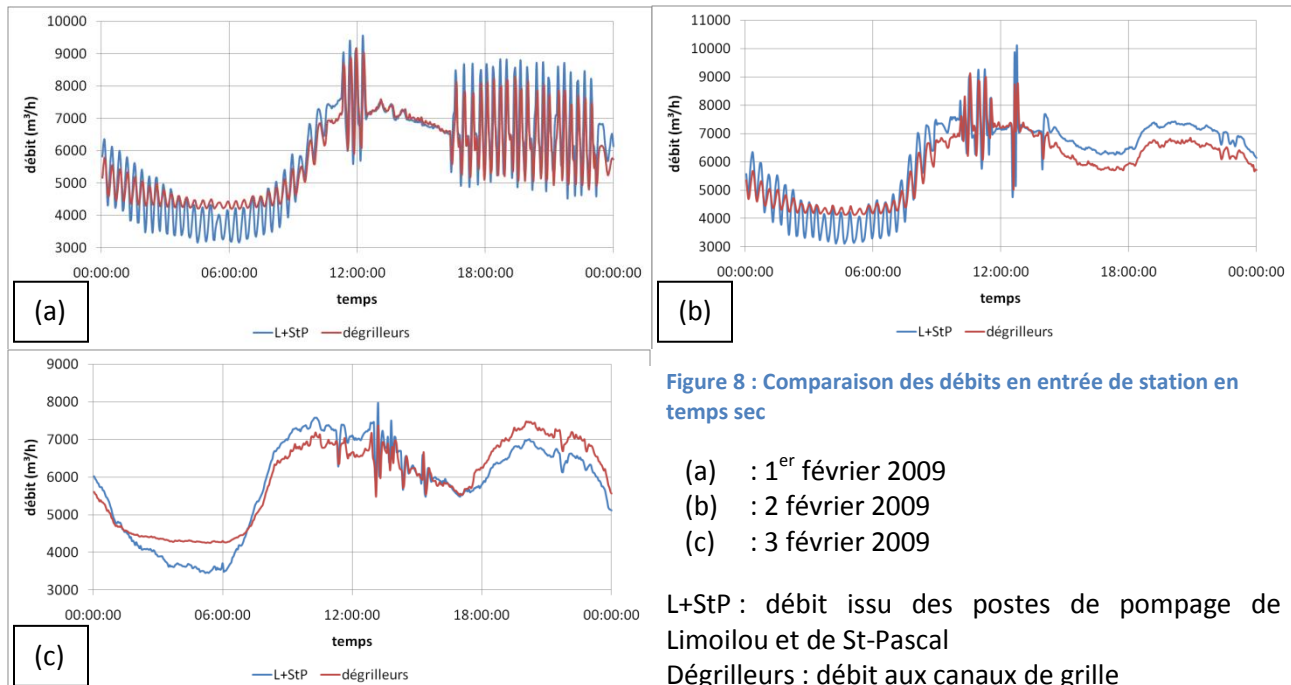 10000
9000
8000
7000
6000
5000
4000
3000
débit (m³/h)
00:00:00 06:00:00 12:00:00 18:00:00 00:00:00
temps
L+StP dégrilleurs
(a)
11000
10000
9000
8000
7000
6000
5000
4000
3000
débit (m³/h)
00:00:00 06:00:00 12:00:00 18:00:00 00:00:00
temps
L+StP dégrilleurs
(b)
9000
8000
7000
6000
5000
4000
3000
débit (m³/h)
00:00:00 06:00:00 12:00:00 18:00:00 00:00:00
temps
L+StP dégrilleurs
(c)
Figure 8 : Comparaison des débits en entrée de station en
temps sec
(a) : 1er février 2009
(b) : 2 février 2009
(c) : 3 février 2009
L+StP : débit issu des postes de pompage de
Limoilou et de St-Pascal
Dégrilleurs : débit aux canaux de grille